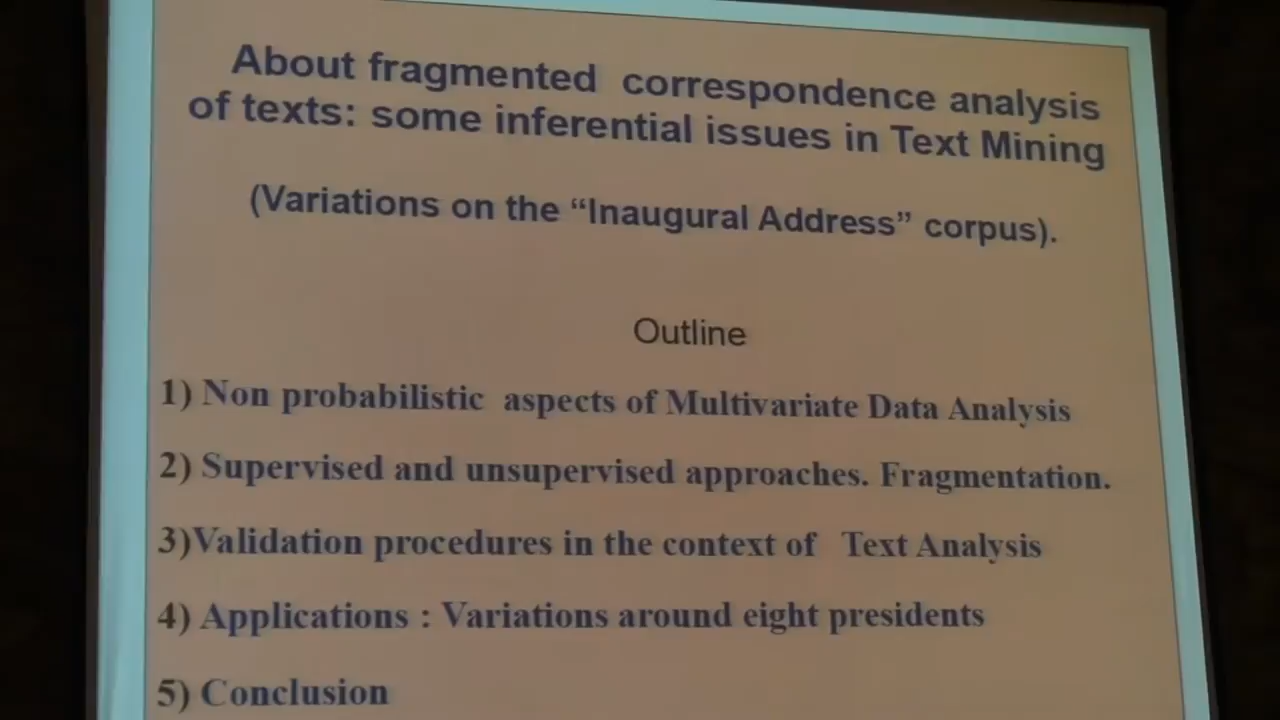 About fragmented correspondence analysis
of texts: some inferential issues in Text Mining
(Variations on the “Inaugural Address” corpus).
Outline
1) Non probabilistic aspects of Multivariate Data Analysis
2) Supervised and unsupervised approaches. Fragmentation.
3)Validation procedures in the context of Text Analysis
4) Applications : Variations around eight presidents
5) Conclusion